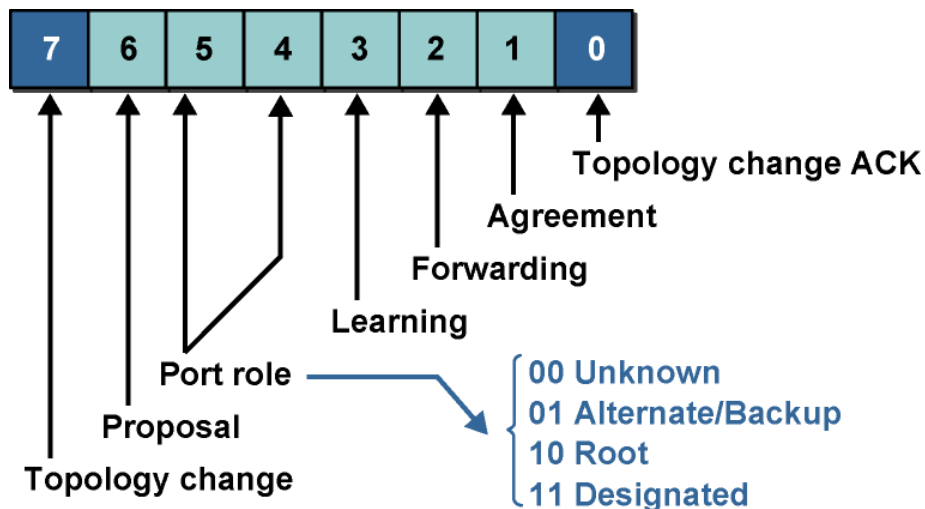 7 6 5 4 3 2 1 0
Topology change ACK
Agreement
Forwarding
Learning
Port role
00 Unknown
01 Alternate/Backup
10 Root
11 Designated
Proposal
Topology change